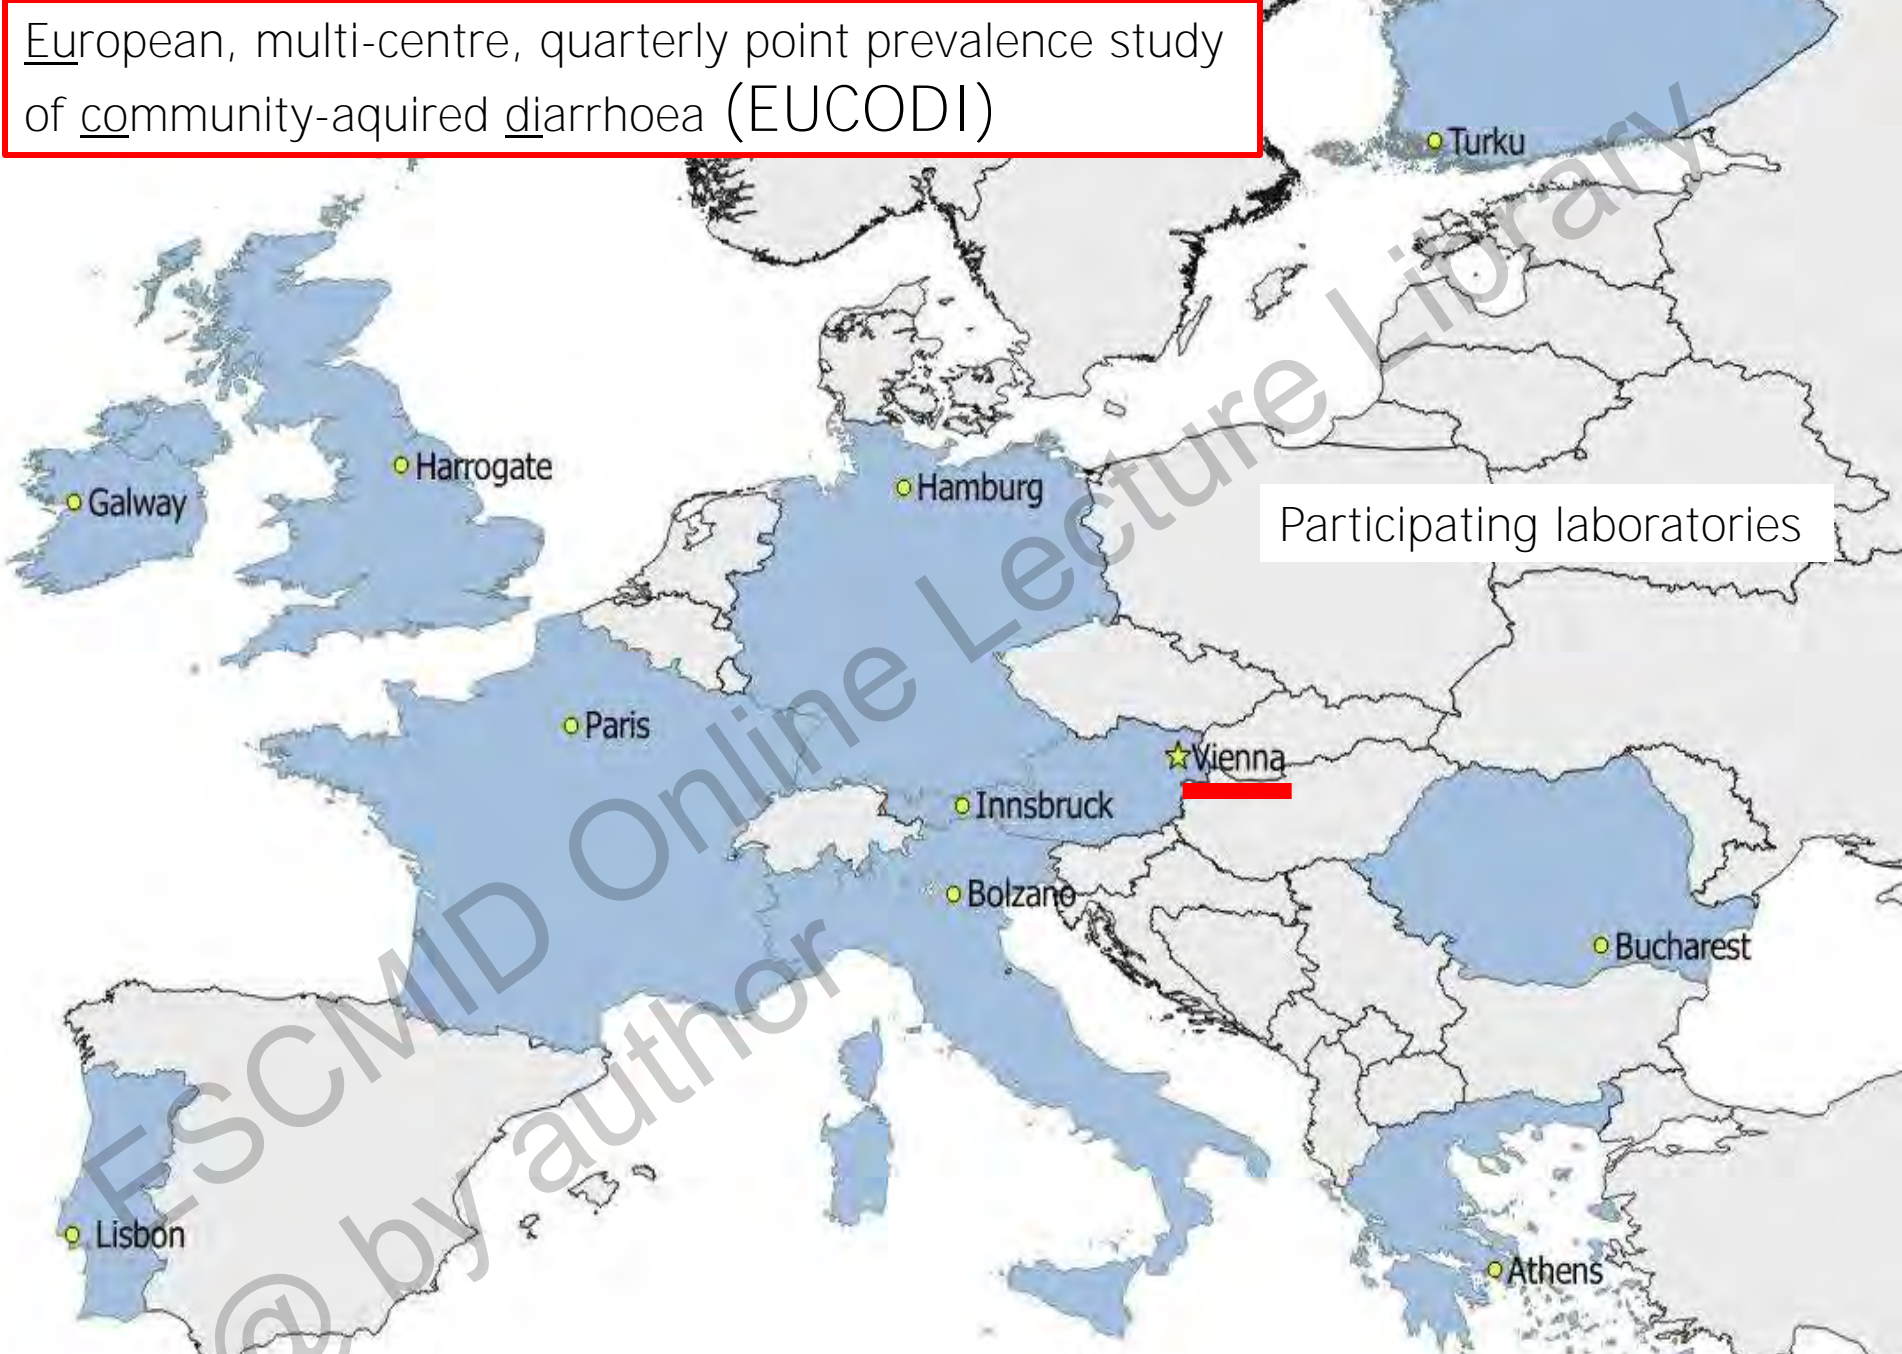 European, multi-centre, quarterly point prevalence study
of community-aquired diarrhoea (EUCODI)
Turku
Harrogate
Galway
Hamburg
Participating laboratories
Paris
Vienna
Innsbruck
Bolzano
Bucharest
Lisbon
Athens
ESCMID Online Lecture Library
@ by author